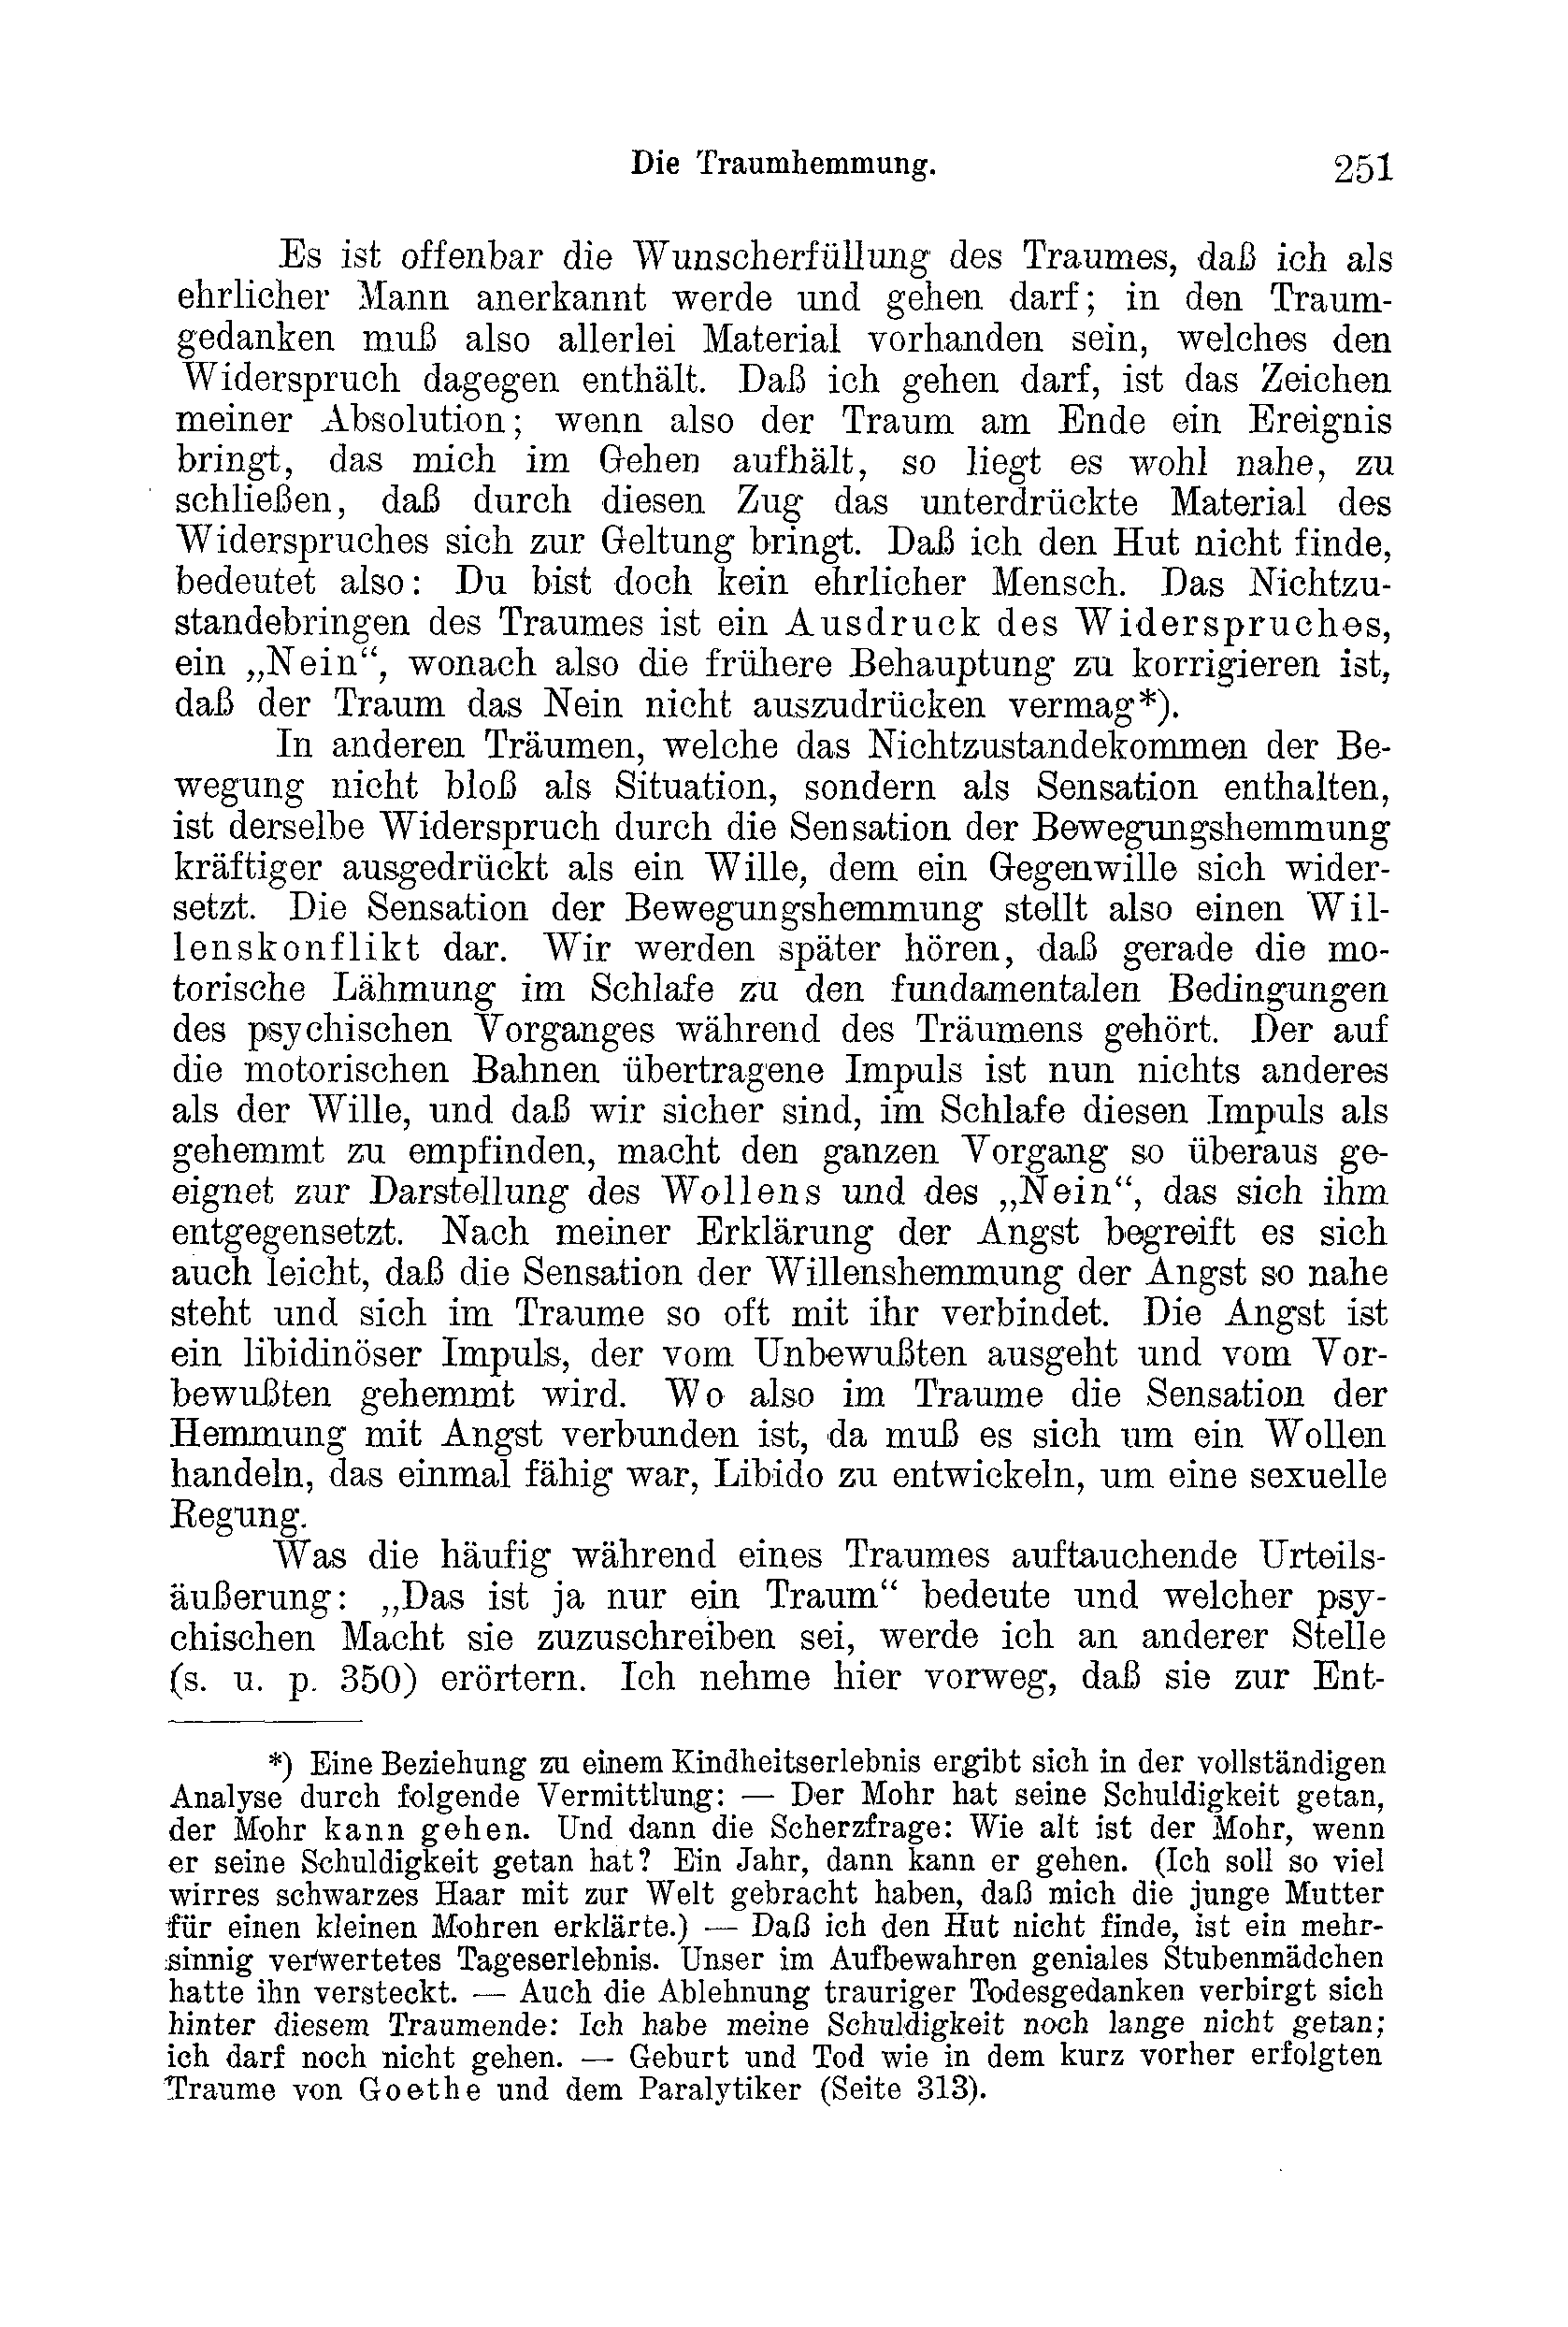 Die Traumhemmung. 251
Es ist offenbar die Wunscherfüllung des Traumes, daß ich als
ehrlicher Mann anerkannt werde und gehen darf; in den Traum-
gedanken muß also allerlei Material vorhanden sein, welches den
Widerspruch dagegen enthält. Daß ich gehen darf, ist das Zeichen
meiner Absolution; wenn also der Traum am Ende ein Ereignis
bringt, das mich im Gehen aufhält, so liegt es wohl nahe, zu
schließen, daß durch diesen Zug das unterdrückte Material des
Widerspruches sich zur Geltung bringt. Daß ich den Hut nicht finde,
bedeutet also: Du bist doch kein ehrlicher Mensch. Das Nichtzu-
standebringen des Traumes ist ein Ausdruck des Widerspruches,
ein „Nein“, wonach also die frühere Behauptung zu korrigieren ist,
daß der Traum das Nein nicht auszudrücken vermag*).
In anderen Träumen, welche das Nichtzustandekommen der Be-
wegung nicht bloß als Situation, sondern als Sensation enthalten,
ist derselbe Widerspruch durch die Sensation der Bewegungshemmung
kräftiger ausgedrückt als ein Wille, dem ein Gegenwille sich wider-
setzt. Die Sensation der Bewegungshemmung stellt also einen Wil-
lenskonflikt dar. Wir werden später hören, daß gerade die mo-
torische Lähmung im Schlafe zu den fundamentalen Bedingungen
des psychischen Vorganges während des Träumens gehört. Der auf
die motorischen Bahnen übertragene Impuls ist nun nichts anderes
als der Wille, und daß wir sicher sind, im Schlafe diesen Impuls als
gehemmt zu empfinden, macht den ganzen Vorgang so überaus ge-
eignet zur Darstellung des Wollens und des „Nein“, das sich ihm
entgegensetzt. Nach meiner Erklärung der Angst begreift es sich
auch leicht, daß die Sensation der Willenshemmung der Angst so nahe
steht und sich im Traume so oft mit ihr verbindet. Die Angst ist
ein libidinöser Impuls, der vom Unbewußten ausgeht und vom Vor-
bewußten gehemmt wird. Wo also im Traume die Sensation der
Hemmung mit Angst verbunden ist, da muß es sich um ein Wollen
handeln, das einmal fähig war, Libido zu entwickeln, um eine sexuelle
Regung.
Was die häufig während eines Traumes auftauchende Urteils-
äußerung: „Das ist ja nur ein Traum“ bedeute und welcher psy-
chischen Macht sie zuzuschreiben sei, werde ich an anderer Stelle
(s. u. p. 350) erörtern. Ich nehme hier vorweg, daß sie zur Ent-
*) Eine Beziehung zu einem Kindheitserlebnis ergibt sich in der vollständigen
Analyse durch folgende Vermittlung: — Der Mohr hat seine Schuldigkeit getan,
der Mohr kann gehen. Und dann die Scherzfrage: Wie alt ist der Mohr, wenn
er seine Schuldigkeit getan hat? Ein Jahr, dann kann er gehen. (Ich soll so viel
wirres schwarzes Haar mit zur Welt gebracht haben, daß mich die junge Mutter
für einen kleinen Mohren erklärte.) — Daß ich den Hut nicht finde, ist ein mehr-
sinnig verwertetes Tageserlebnis. Unser im Aufbewahren geniales Stubenmädchen
hatte ihn versteckt. — Auch die Ablehnung trauriger Todesgedanken verbirgt sich
hinter diesem Traumende: Ich habe meine Schuldigkeit noch lange nicht getan;
ich darf noch nicht gehen. — Geburt und Tod wie in dem kurz vorher erfolgten
Traume von Goethe und dem Paralytiker (Seite 313).